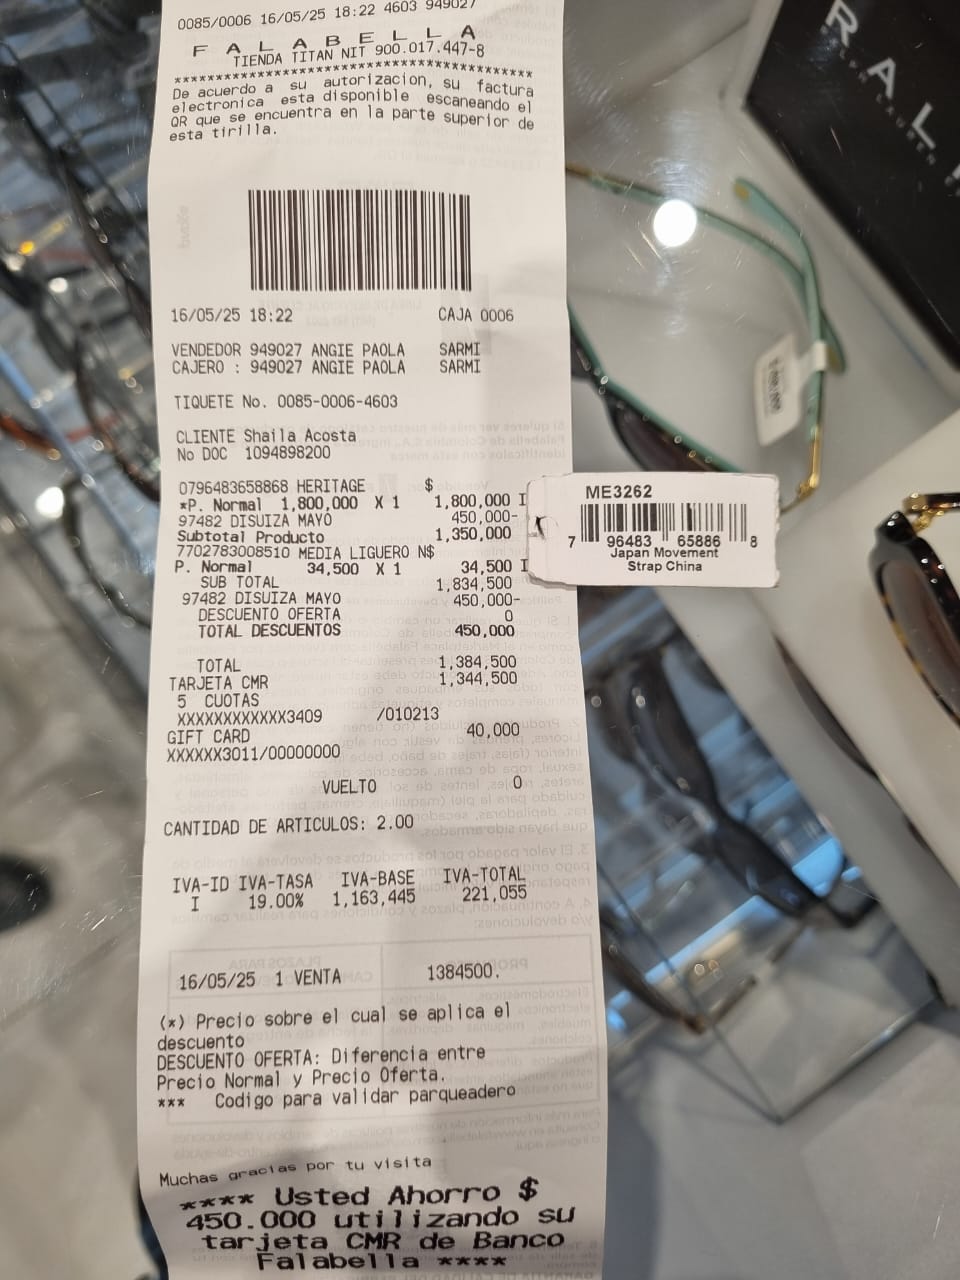 0085/0006 16/05/25 18:22 4603 949027
F A L A B E L L A
TIENDA TITAN NIT 900.017.447-8
******************************************
De acuerdo a su autorizacion, su factura
electronica esta disponible escaneando el
QR que se encuentra en la parte superior de
esta tirilla.
16/05/25 18:22 CAJA 0006
VENDEDOR 949027 ANGIE PAOLA SARMI
CAJERO : 949027 ANGIE PAOLA SARMI
TIQUETE No. 0085-0006-4603
CLIENTE Shaila Acosta
No DOC 1094898200
0796483658868 HERITAGE $
*P. Normal 1,800,000 X 1 1,800,000 I
97482 DISUIZA MAYO 450,000-
Subtotal Producto 1,350,000
7702783008510 MEDIA LIGUERO N$
P. Normal 34,500 X 1 34,500 I
SUB TOTAL 1,834,500
97482 DISUIZA MAYO 450,000-
DESCUENTO OFERTA 0
TOTAL DESCUENTOS 450,000
TOTAL 1,384,500
TARJETA CMR 1,344,500
5 CUOTAS
XXXXXXXXXXXX3409 /010213
GIFT CARD 40,000
XXXXXX3011/00000000
VUELTO 0
CANTIDAD DE ARTICULOS: 2.00
IVA-ID IVA-TASA IVA-BASE IVA-TOTAL
I 19.00% 1,163,445 221,055
16/05/25 1 VENTA 1384500.
(*) Precio sobre el cual se aplica el
descuento
DESCUENTO OFERTA: Diferencia entre
Precio Normal y Precio Oferta.
*** Codigo para validar parqueadero
Muchas gracias por tu visita
**** Usted Ahorro $
450.000 utilizando su
tarjeta CMR de Banco
Falabella ****
ME3262
7 96483 65886 8
Japan Movement
Strap China
RAL